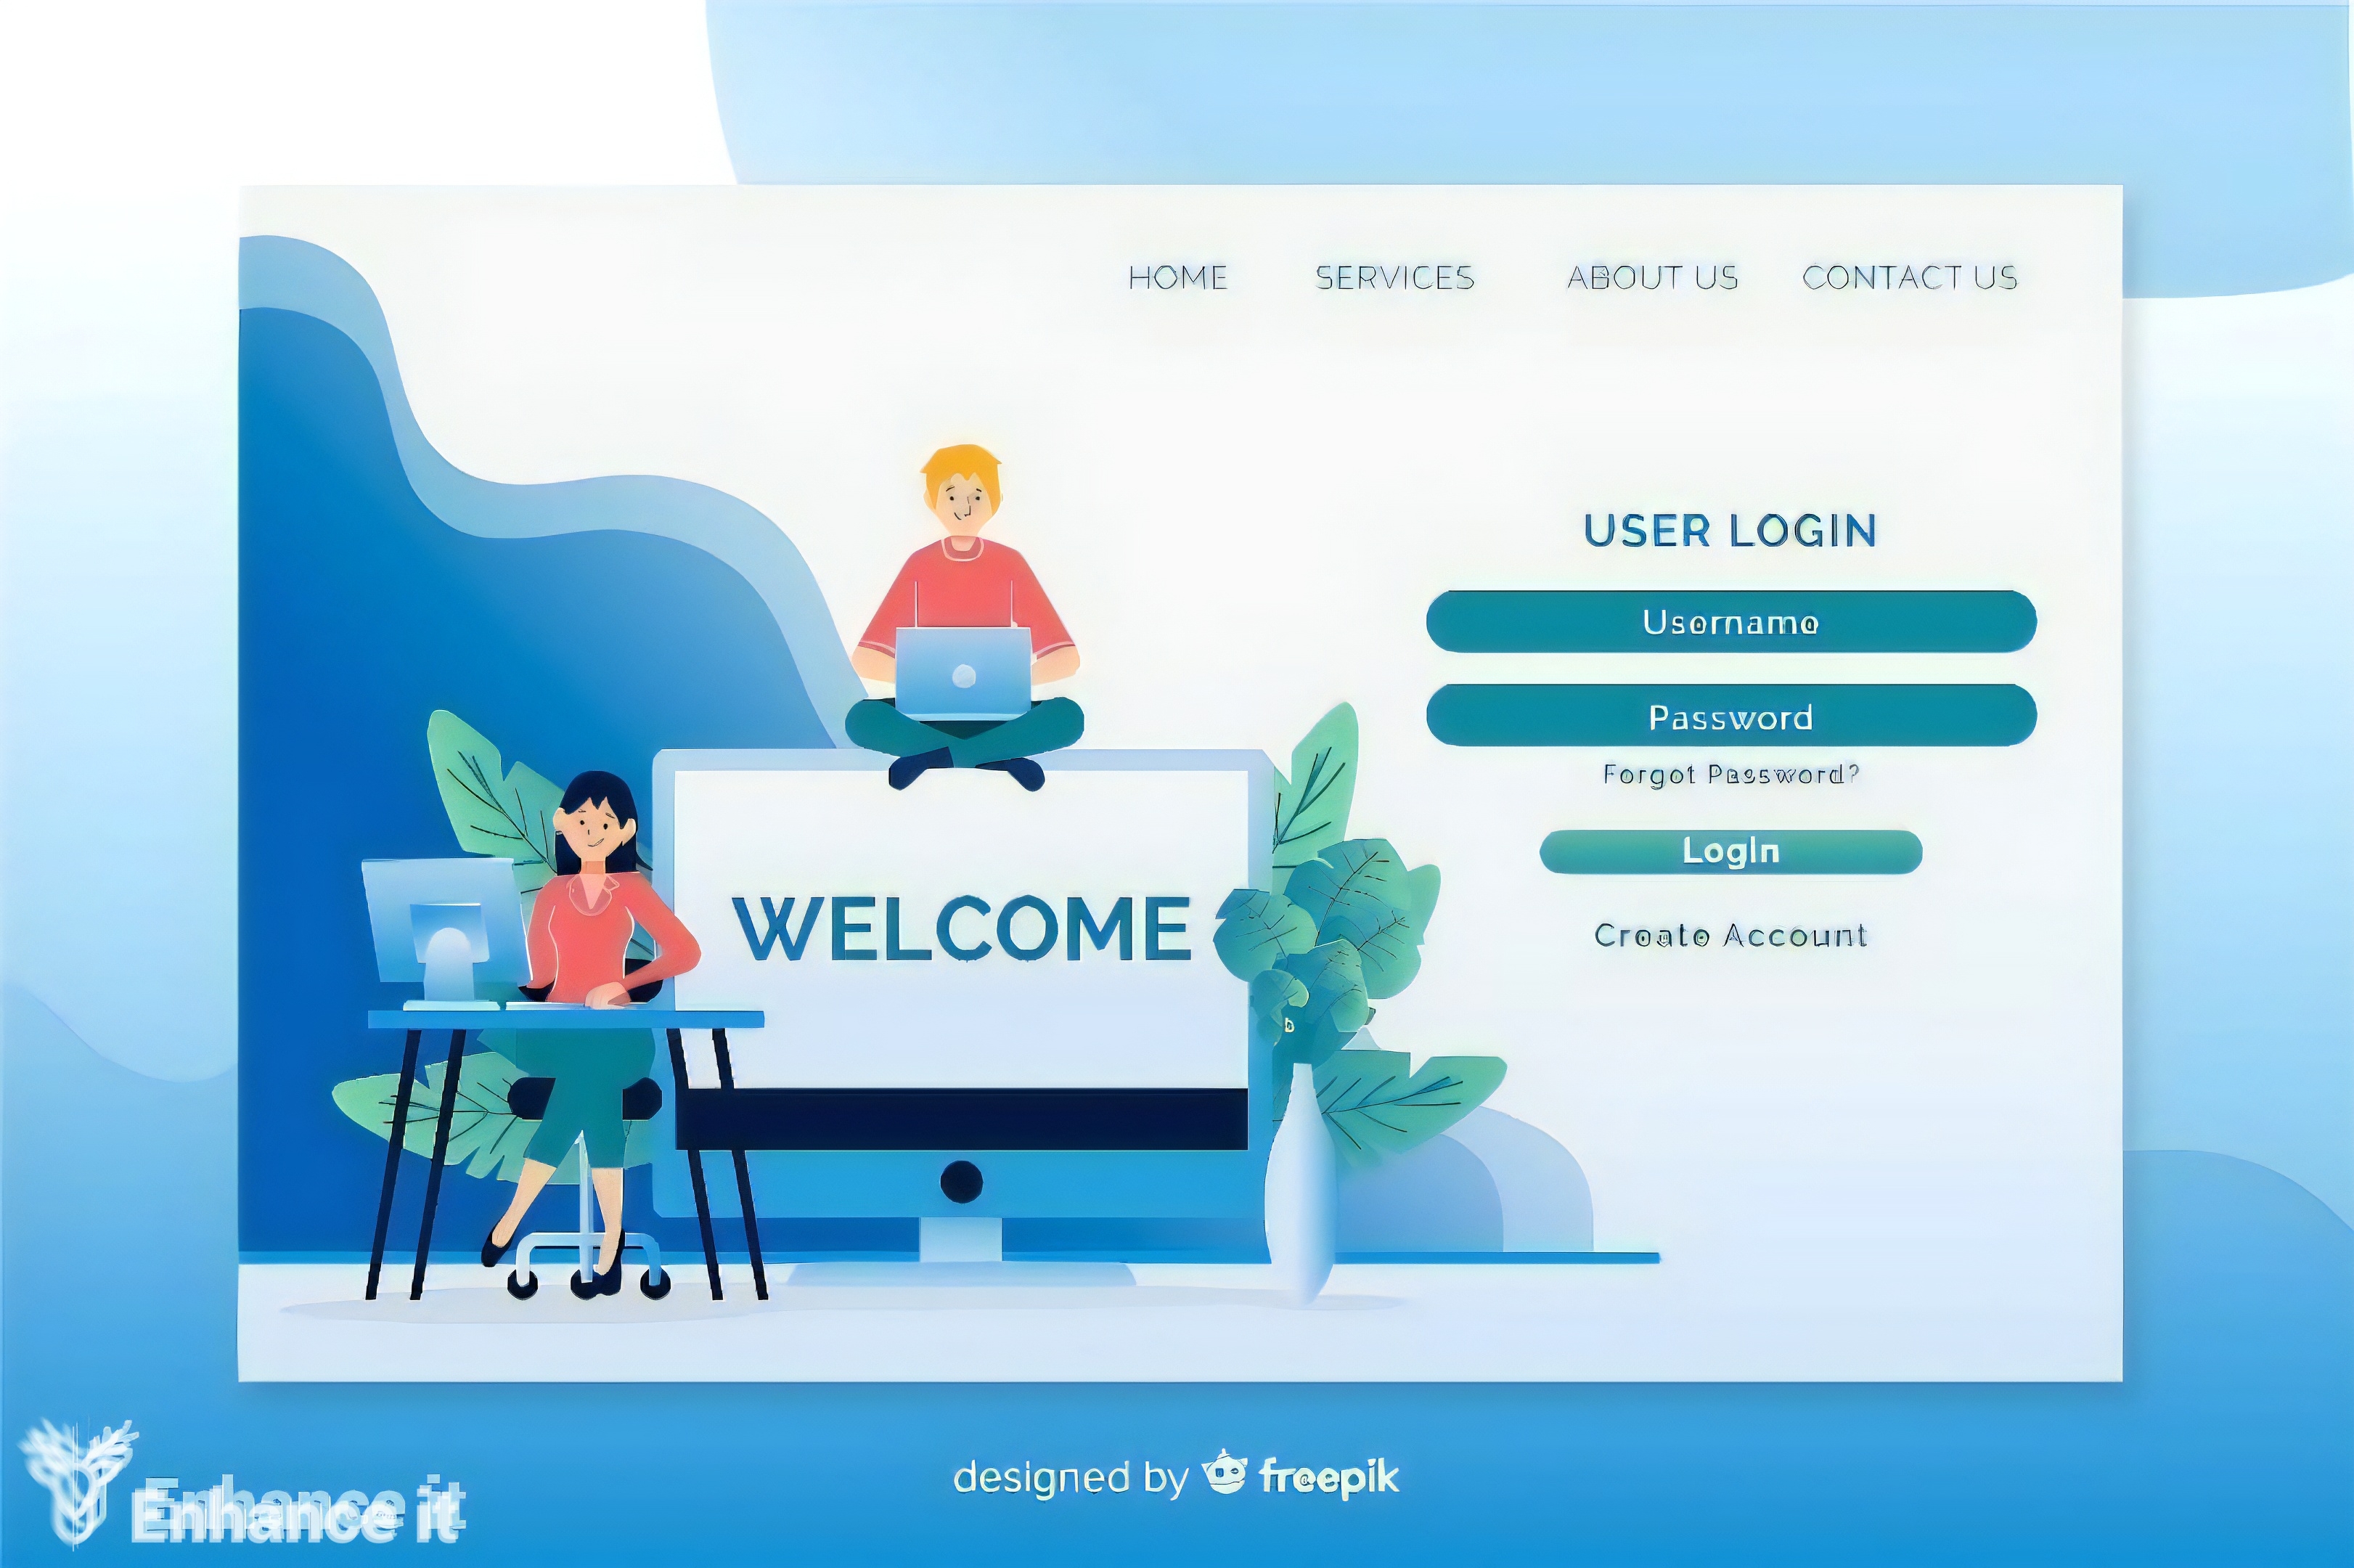 HOME SERVICES ABOUT US CONTACT US
USER LOGIN
Username
Password
Forgot Password?
Login
Create Account
WELCOME
designed by freepik
Enhance it